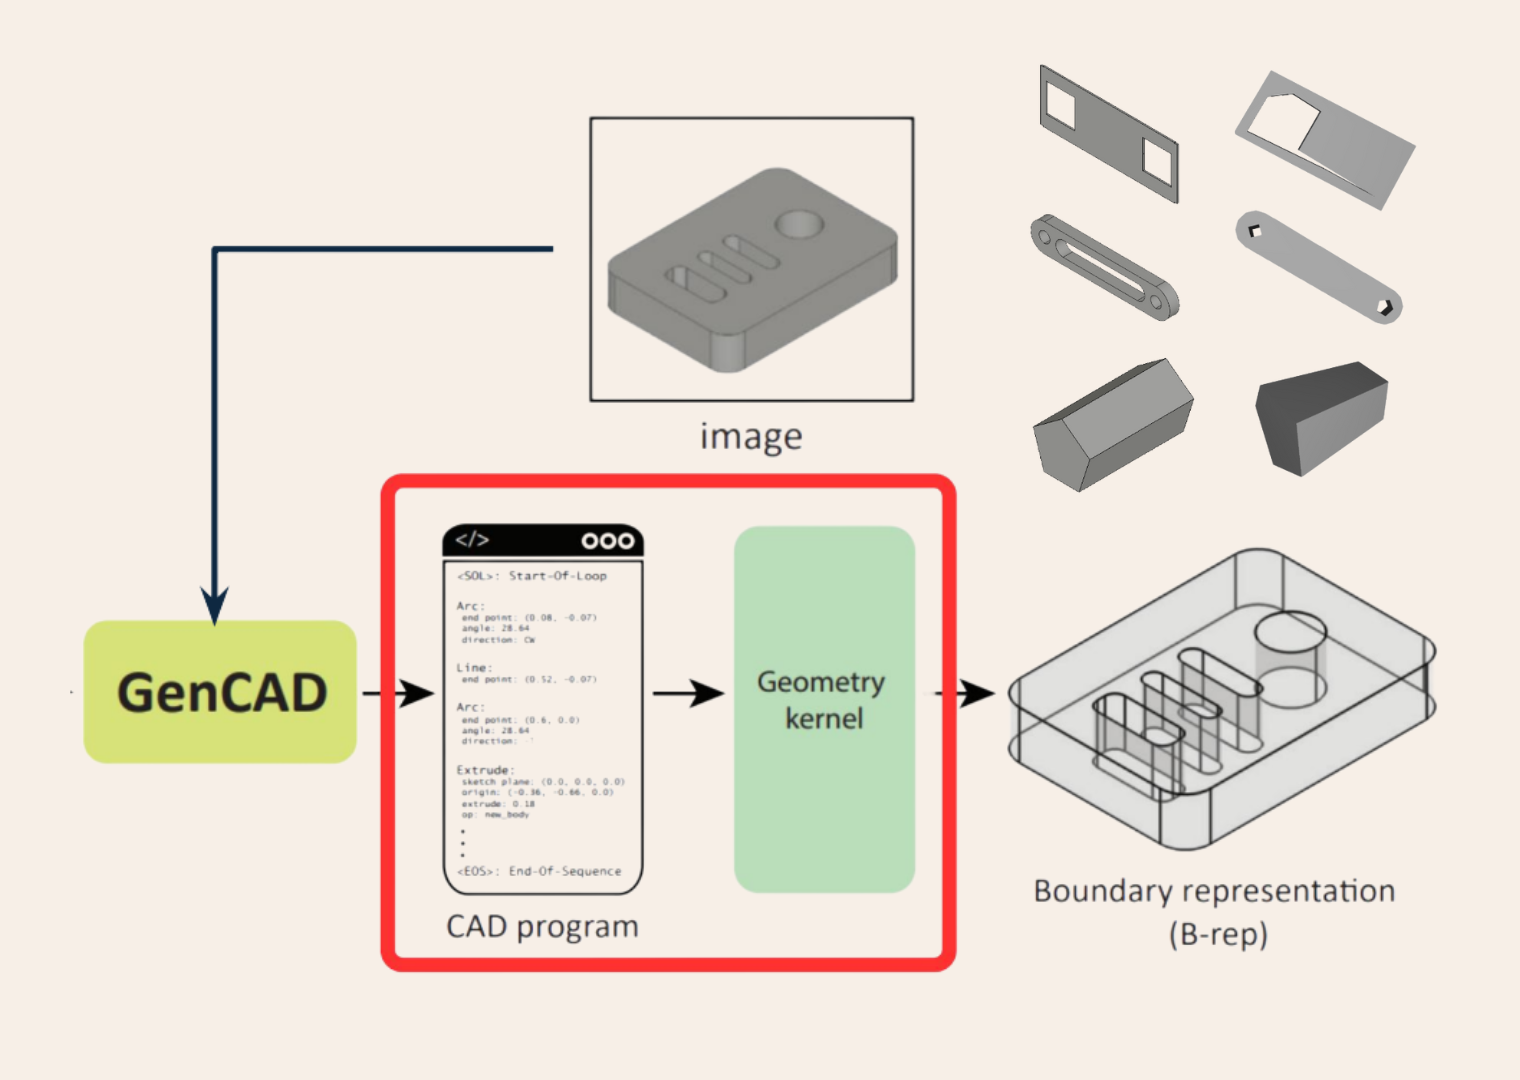 image
GenCAD
</>
<SOL>: Start-Of-Loop
Arc:
end point: (0.08, -0.07)
angle: 28.64
direction: CW
Line:
end point: (0.52, -0.07)
Arc:
end point: (0.6, 0.0)
angle: 28.64
direction:
Extrude:
sketch plane: (0.0, 0.0, 0.0)
origin: (-0.36, -0.66, 0.0)
extrude: 0.18
op: new_body
<EOS>: End-Of-Sequence
CAD program
Geometry
kernel
Boundary representation
(B-rep)